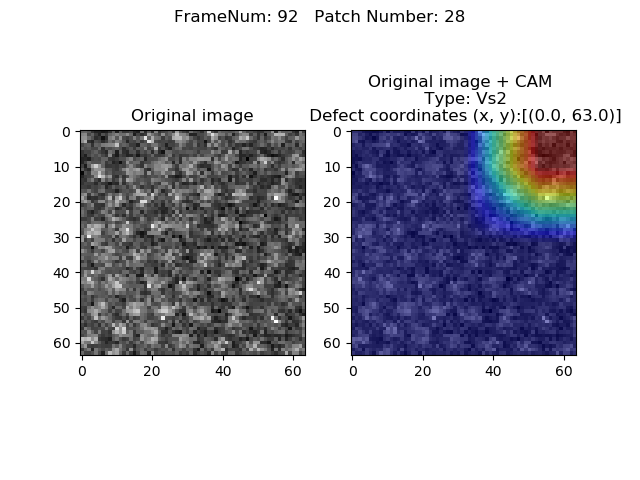 FrameNum: 92   Patch Number: 28
Original image
Original image + CAM
Type: Vs2
Defect coordinates (x, y):[(0.0, 63.0)]
0
10
20
30
40
50
60
0 20 40 60
0
10
20
30
40
50
60
0 20 40 60